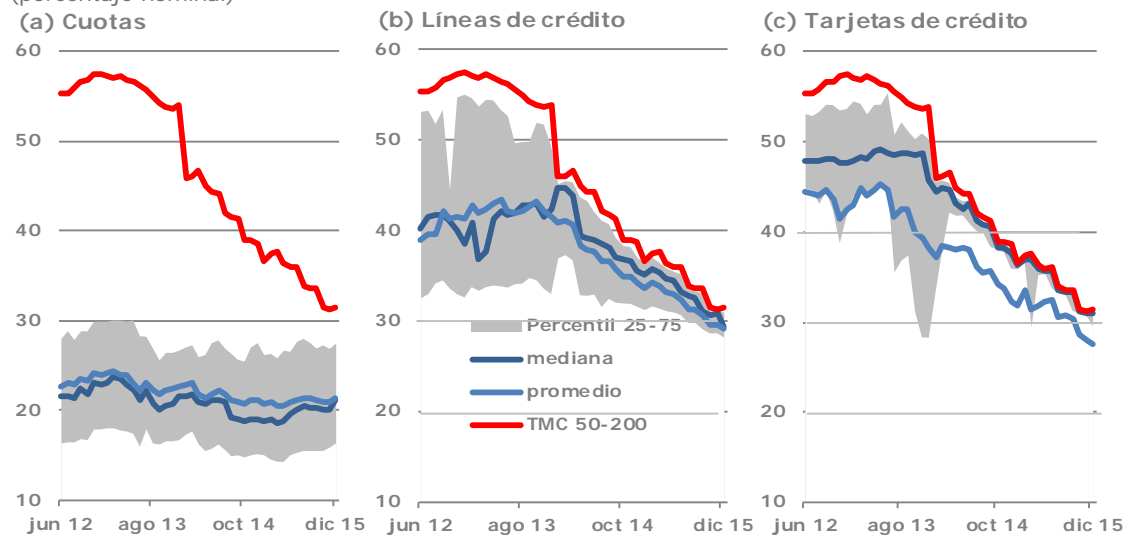 (porcentaje nominal)
(a) Cuotas
60
50
40
30
20
10
jun 12 ago 13 oct 14 dic 15
(b) Líneas de crédito
60
50
40
30
20
10
Percentil 25-75
mediana
promedio
TMC 50-200
jun 12 ago 13 oct 14 dic 15
(c) Tarjetas de crédito
60
50
40
30
20
10
jun 12 ago 13 oct 14 dic 15